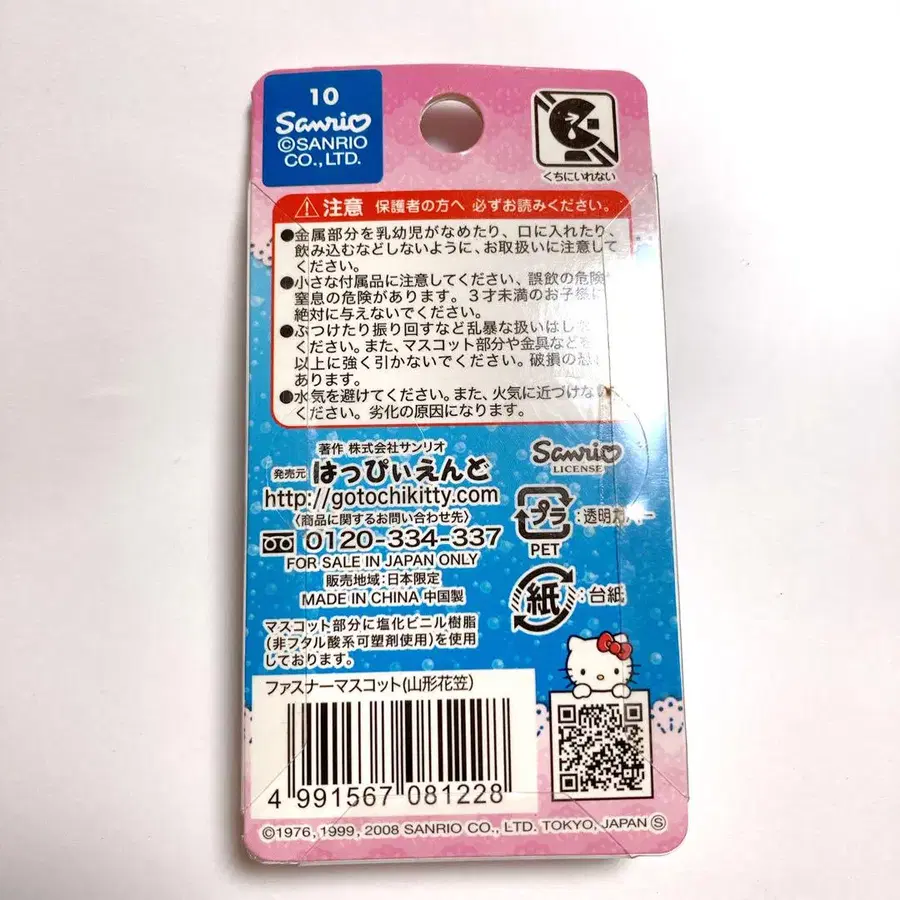 10
Sanrio
©SANRIO
CO.,LTD.
くちにいれない
注意 保護者の方へ 必ずお読みください。
●金属部分を乳幼児がなめたり、口に入れたり、
飲み込むなどしないように、お取扱いに注意して
ください。
●小さな付属品に注意してください、誤飲の危険
窒息の危険があります。3才未満のお子様に
絶対に与えないでください。
●ぶつけたり振り回すなど乱暴な扱いはし
ください。また、マスコット部分や金具などを
以上に強く引かないでください。破損の恐
あります。
●水気を避けてください。また、火気に近づけない
ください。劣化の原因になります。
著作 株式会社サンリオ
発売元 はっぴぃえんど
http://gotochikitty.com
〈商品に関するお問い合わせ先〉
0120-334-337
FOR SALE IN JAPAN ONLY
販売地域:日本限定
MADE IN CHINA 中国製
Sanrio
LICENSE
プラ :透明カバー
PET
紙 :台紙
マスコット部分に塩化ビニル樹脂
(非フタル酸系可塑剤使用)を使用
しております。
ファスナーマスコット(山形花笠)
4 991567 081228
©1976, 1999, 2008 SANRIO CO., LTD. TOKYO, JAPAN Ⓢ